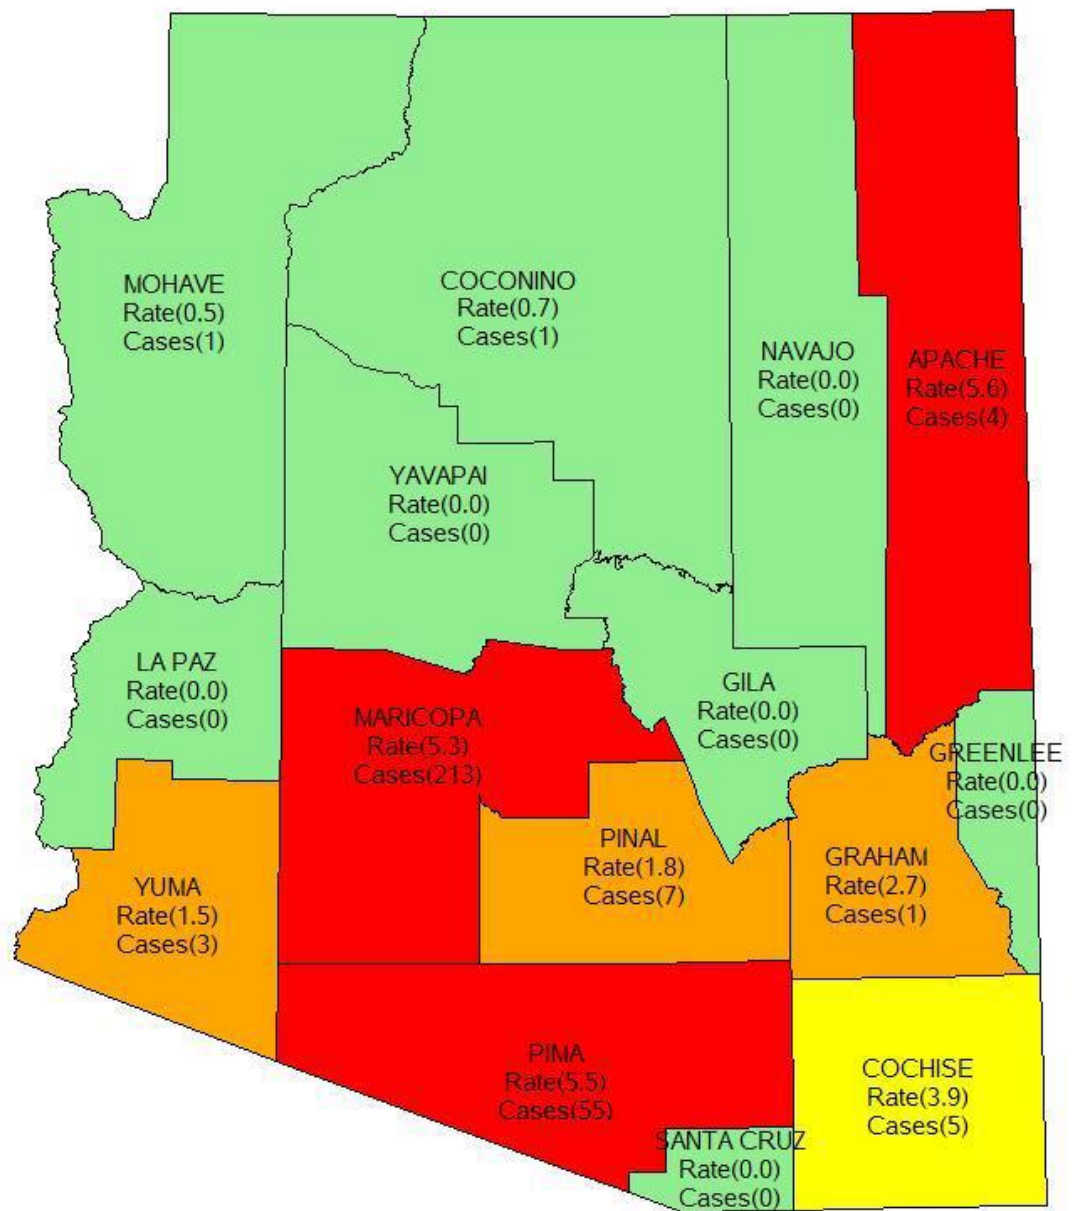 MOHAVE
Rate(0.5)
Cases(1)
COCONINO
Rate(0.7)
Cases(1)
NAVAJO
Rate(0.0)
Cases(0)
APACHE
Rate(5.6)
Cases(4)
YAVAPAI
Rate(0.0)
Cases(0)
LA PAZ
Rate(0.0)
Cases(0)
MARICOPA
Rate(5.3)
Cases(213)
GILA
Rate(0.0)
Cases(0)
GREENLEE
Rate(0.0)
Cases(0)
YUMA
Rate(1.5)
Cases(3)
PINAL
Rate(1.8)
Cases(7)
GRAHAM
Rate(2.7)
Cases(1)
PIMA
Rate(5.5)
Cases(55)
COCHISE
Rate(3.9)
Cases(5)
SANTA CRUZ
Rate(0.0)
Cases(0)